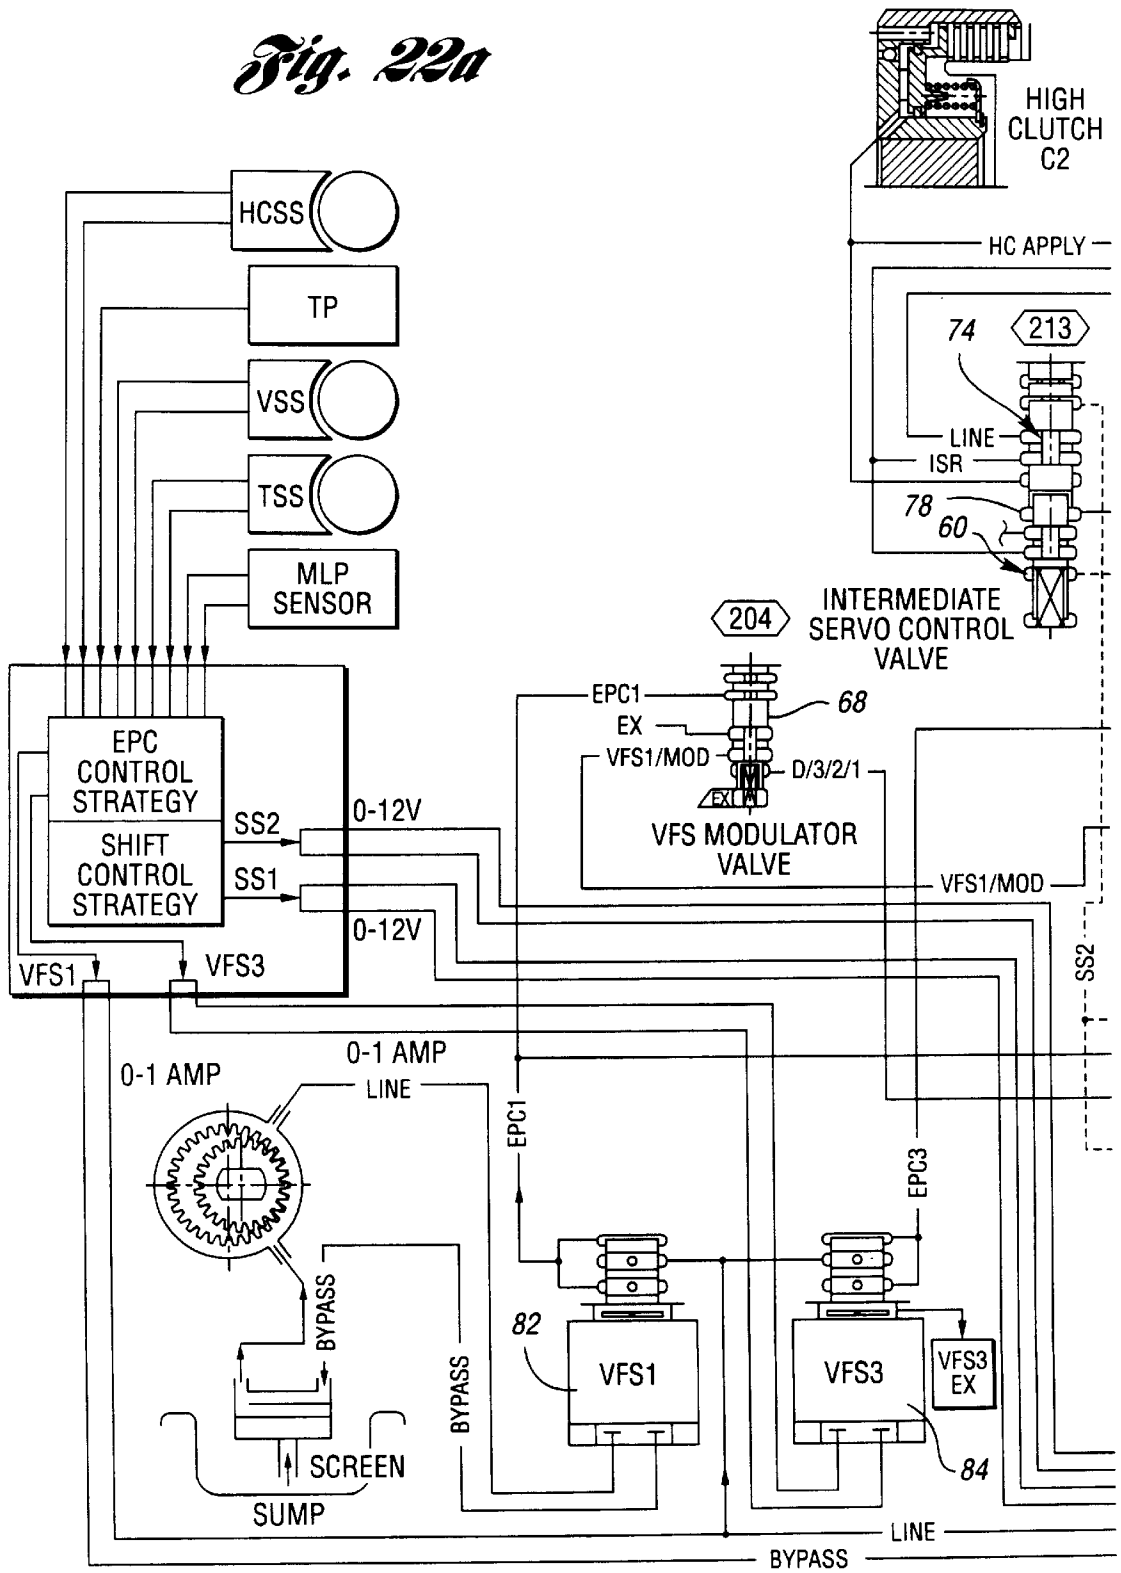 Fig. 22a
HIGH
CLUTCH
C2
HCSS
HC APPLY
TP
74
213
VSS
LINE
ISR
TSS
78
60
MLP
SENSOR
INTERMEDIATE
SERVO CONTROL
VALVE
204
EPC1
68
EX
VFS1/MOD
D/3/2/1
EX
VFS MODULATOR
VALVE
EPC
CONTROL
STRATEGY
SHIFT
CONTROL
STRATEGY
SS2
0-12V
SS1
0-12V
VFS1/MOD
SS2
VFS1
VFS3
0-1 AMP
0-1 AMP
LINE
EPC1
EPC3
BYPASS
BYPASS
82
VFS1
VFS3
VFS3
EX
84
SCREEN
SUMP
LINE
BYPASS